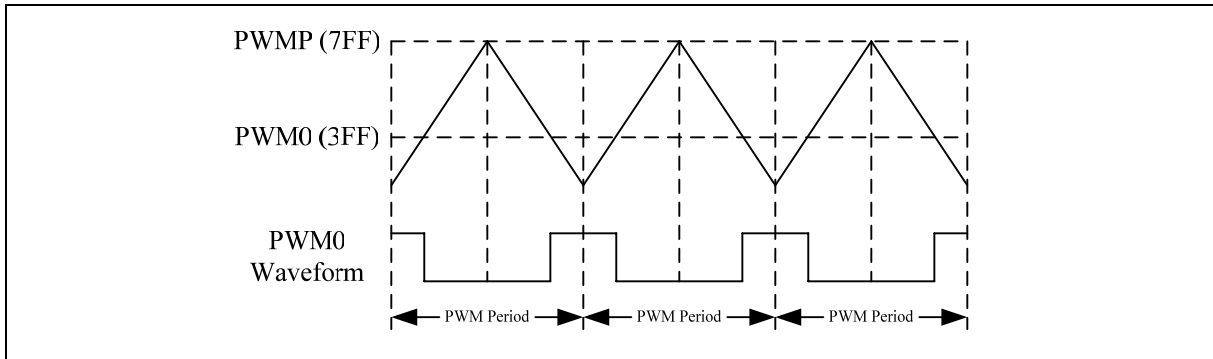 PWMP (7FF)
PWM0 (3FF)
PWM0
Waveform
PWM Period
PWM Period
PWM Period